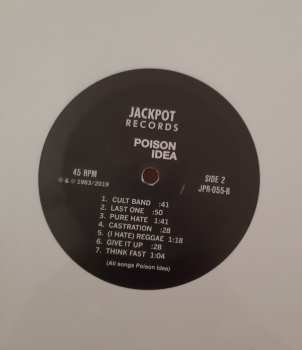 JACKPOT
RECORDS
POISON
IDEA
45 RPM
℗ & © 1983/2019
SIDE 2
JPR-055-B
1. CULT BAND :41
2. LAST ONE :50
3. PURE HATE 1:41
4. CASTRATION :28
5. (I HATE) REGGAE 1:18
6. GIVE IT UP :28
7. THINK FAST 1:04
(All songs Poison Idea)